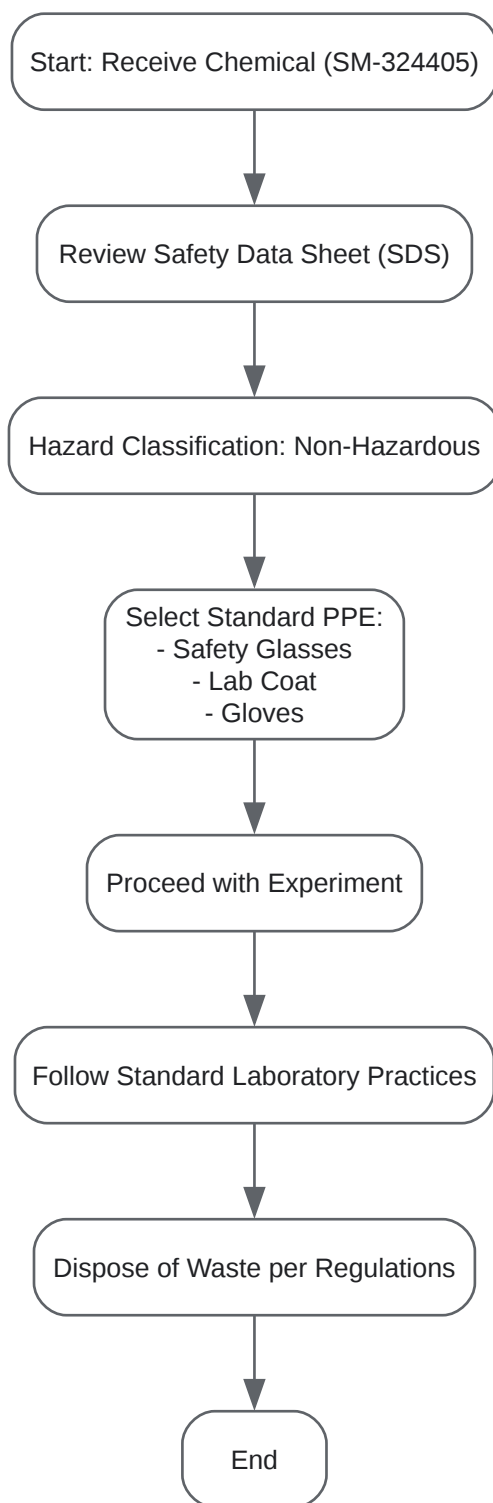 Start: Receive Chemical (SM-324405)
Review Safety Data Sheet (SDS)
Hazard Classification: Non-Hazardous
Select Standard PPE:
- Safety Glasses
- Lab Coat
- Gloves
Proceed with Experiment
Follow Standard Laboratory Practices
Dispose of Waste per Regulations
End